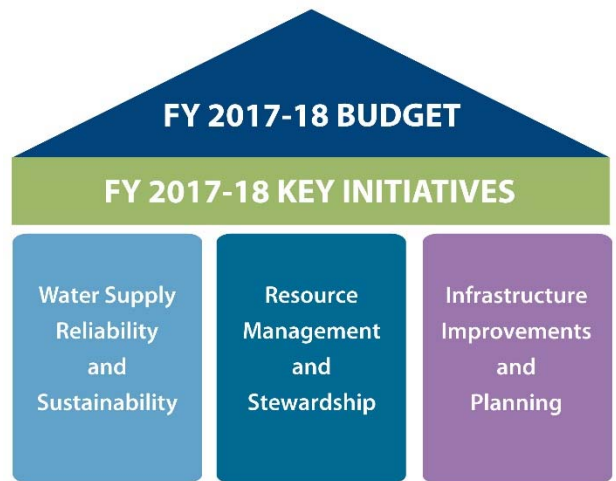 FY 2017-18 BUDGET
FY 2017-18 KEY INITIATIVES
Water Supply
Reliability
and
Sustainability
Resource
Management
and
Stewardship
Infrastructure
Improvements
and
Planning